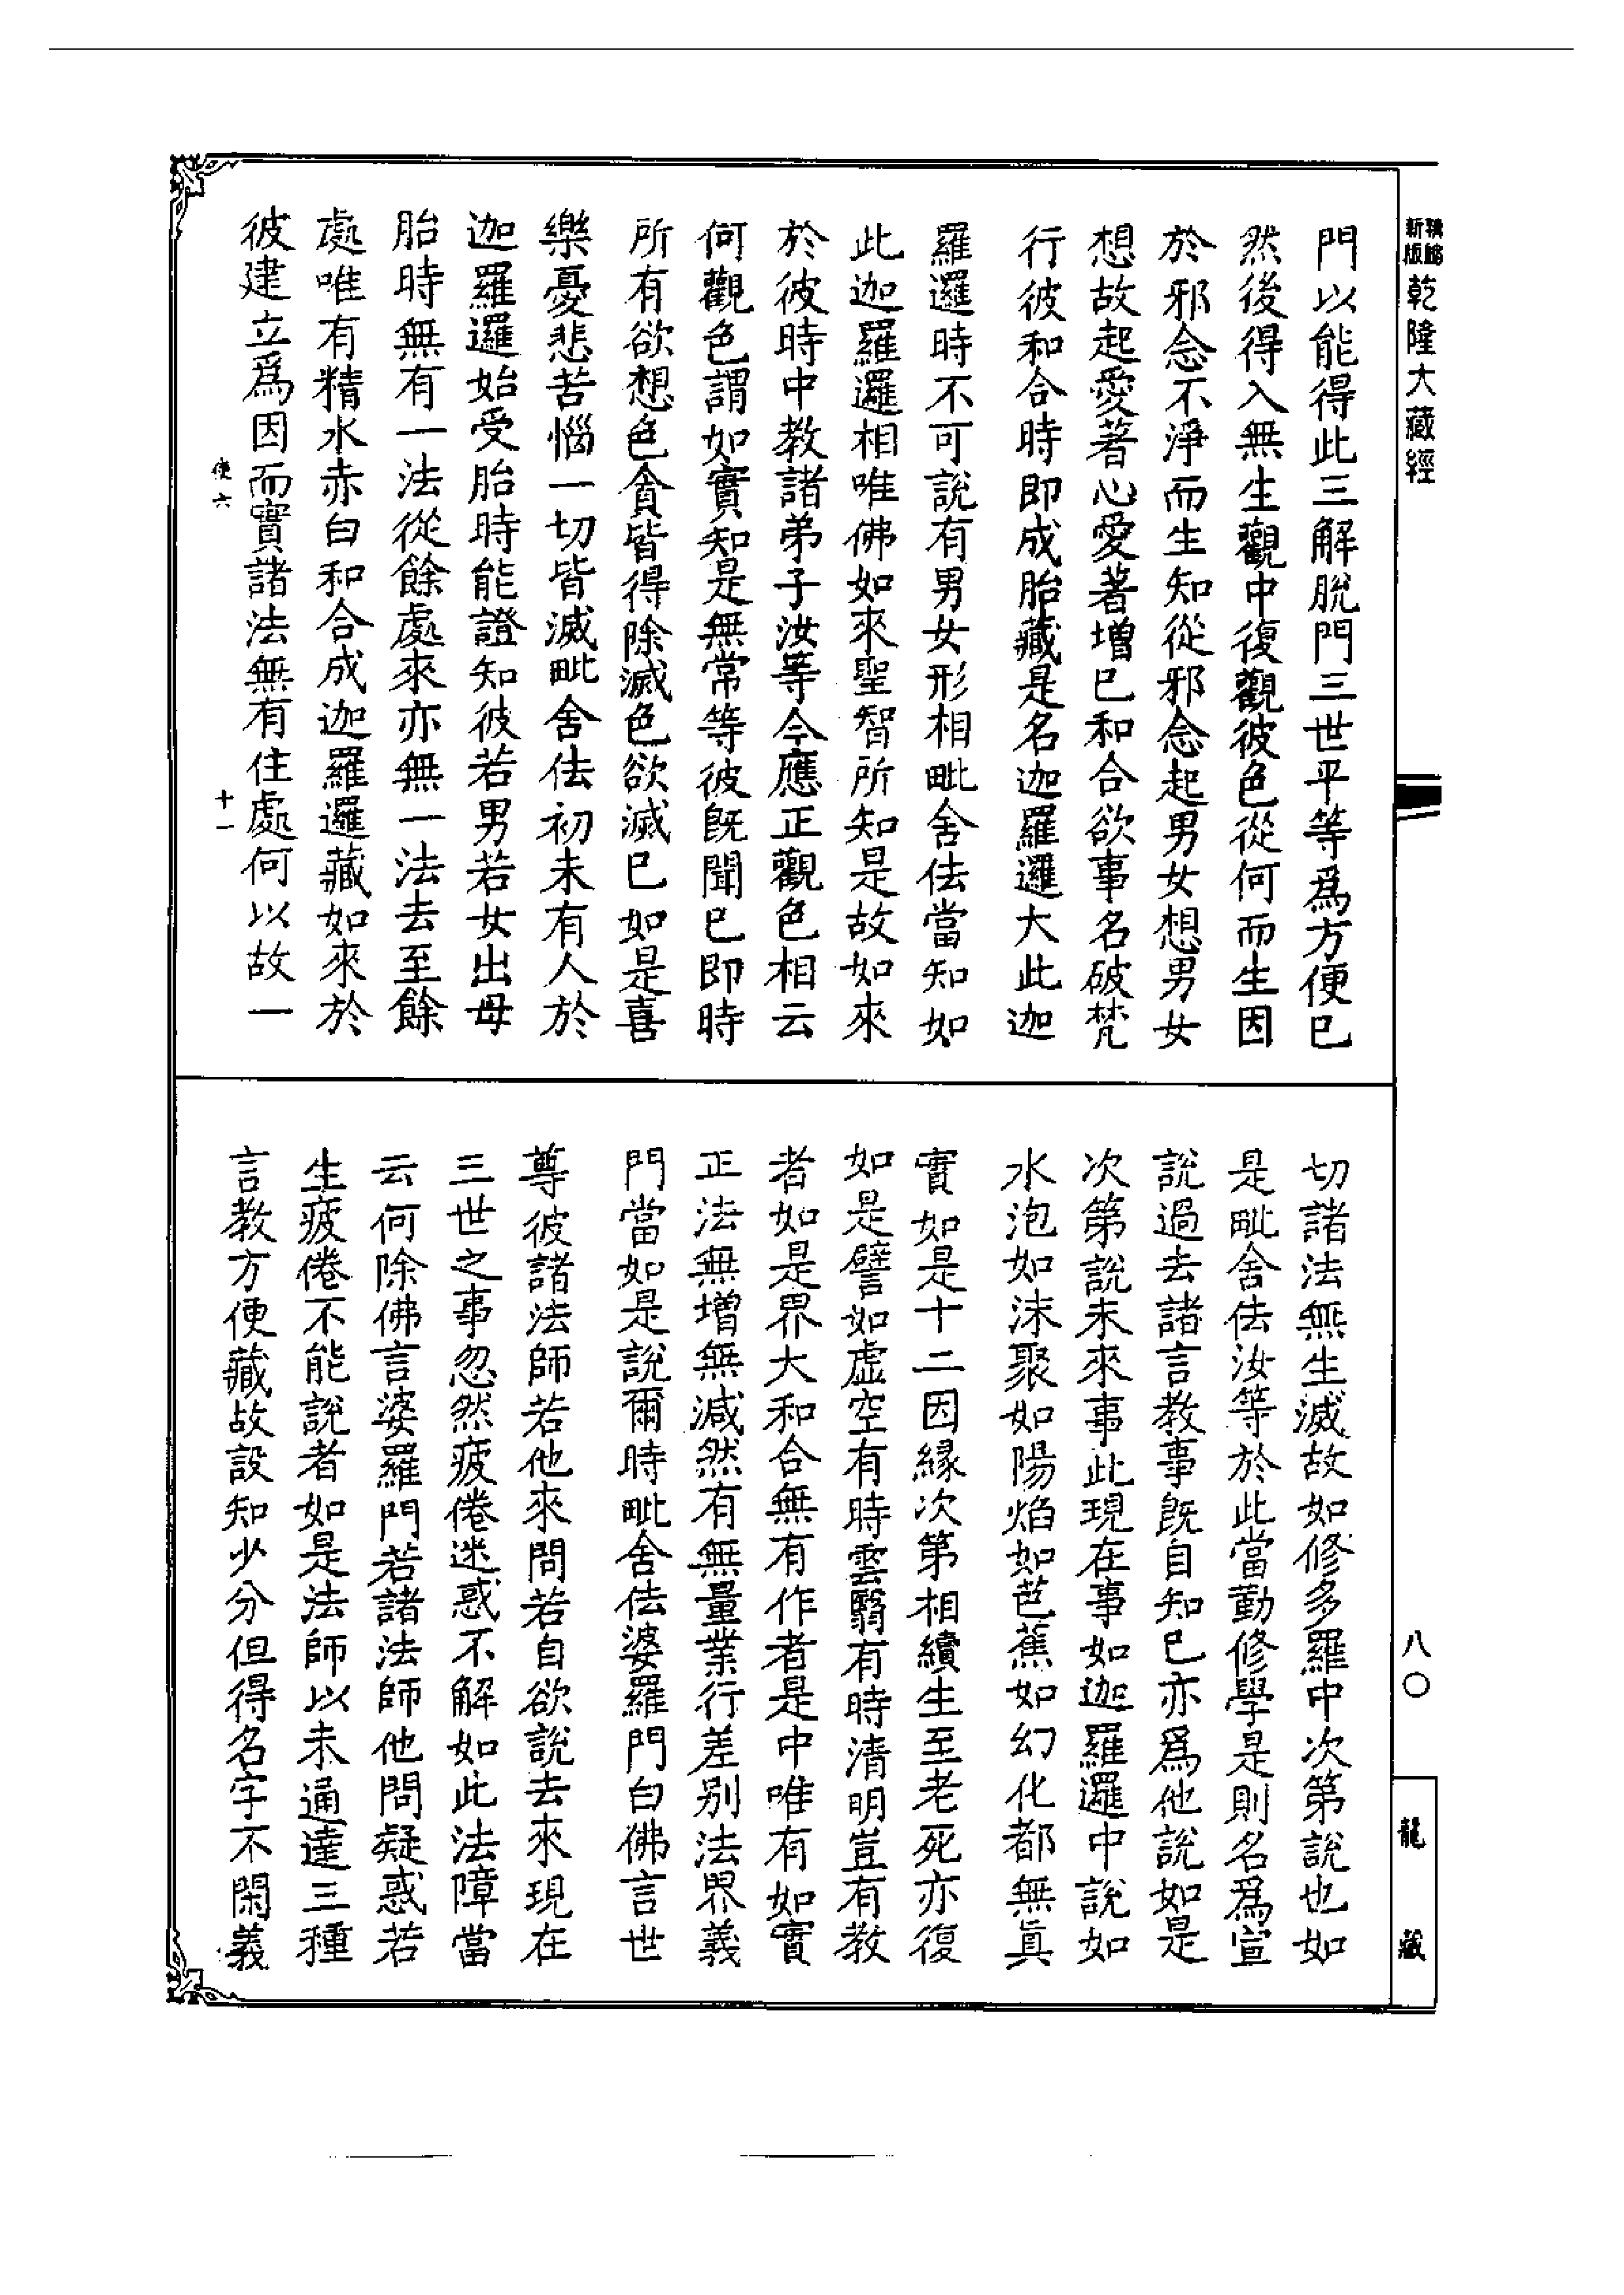 新版
乾隆大藏經
門以能得此三解脫門三世平等爲方便已
然後得入無生觀中復觀彼色從何而生因
於邪念不淨而生知從邪念起男女想男女
想故起愛著心愛著增已和合欲事名破梵
行彼和合時即成胎藏是名迦羅邏大此迦
羅邏時不可說有男女形相毗舍佉當知如
此迦羅邏相唯佛如來聖智所知是故如來
於彼時中教諸弟子汝等今應正觀色相云
何觀色謂如實知是無常等彼旣聞已即時
所有欲想色貪皆得除滅色欲滅已如是喜
樂憂悲苦惱一切皆滅毗舍佉初未有人於
迦羅邏始受胎時能證知彼若男若女出母
胎時無有一法從餘處來亦無一法去至餘
處唯有精水赤白和合成迦羅邏藏如來於
彼建立爲因而實諸法無有住處何以故一
使六
十一
切諸法無生滅故如修多羅中次第說也如
是毗舍佉汝等於此當勤修學是則名爲宣
說過去諸言教事旣自知已亦爲他說如是
次第說未來事此現在事如迦羅邏中說如
水泡如沫聚如陽焰如芭蕉如幻化都無眞
實如是十二因緣次第相續生至老死亦復
如是譬如虛空有時雲翳有時清明豈有教
者如是界大和合無有作者是中唯有如實
正法無增無減然有無量業行差別法界義
門當如是說爾時毗舍佉婆羅門白佛言世
尊彼諸法師若他來問若自欲說去來現在
三世之事忽然疲倦迷惑不解如此法障當
云何除佛言婆羅門若諸法師他問疑惑若
生疲倦不能說者如是法師以未通達三種
言教方便藏故設知少分但得名字不閑義
八〇
龍藏